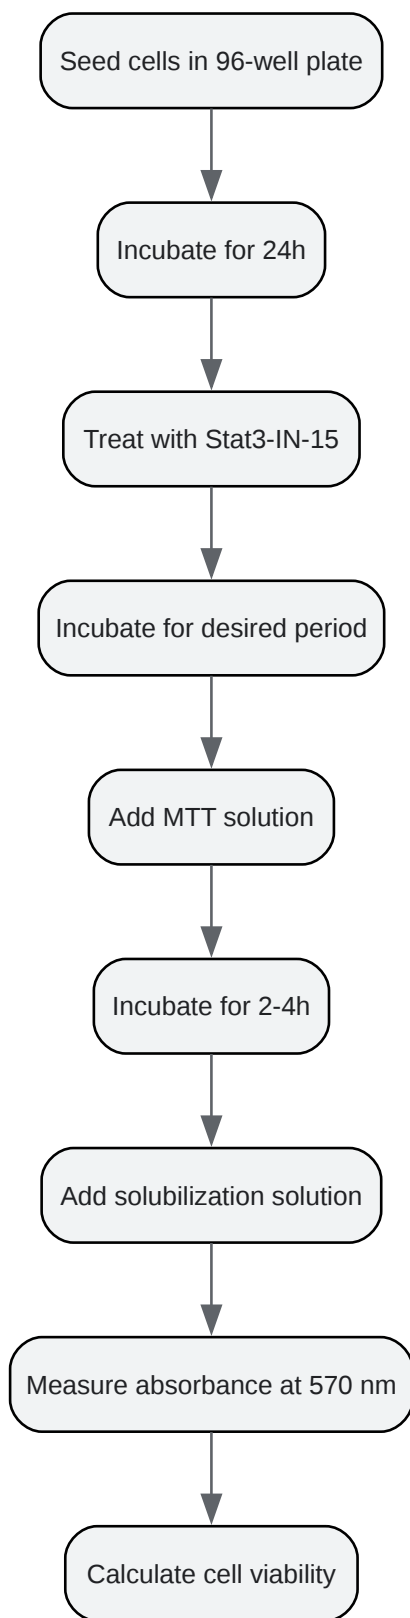 Seed cells in 96-well plate
Incubate for 24h
Treat with Stat3-IN-15
Incubate for desired period
Add MTT solution
Incubate for 2-4h
Add solubilization solution
Measure absorbance at 570 nm
Calculate cell viability